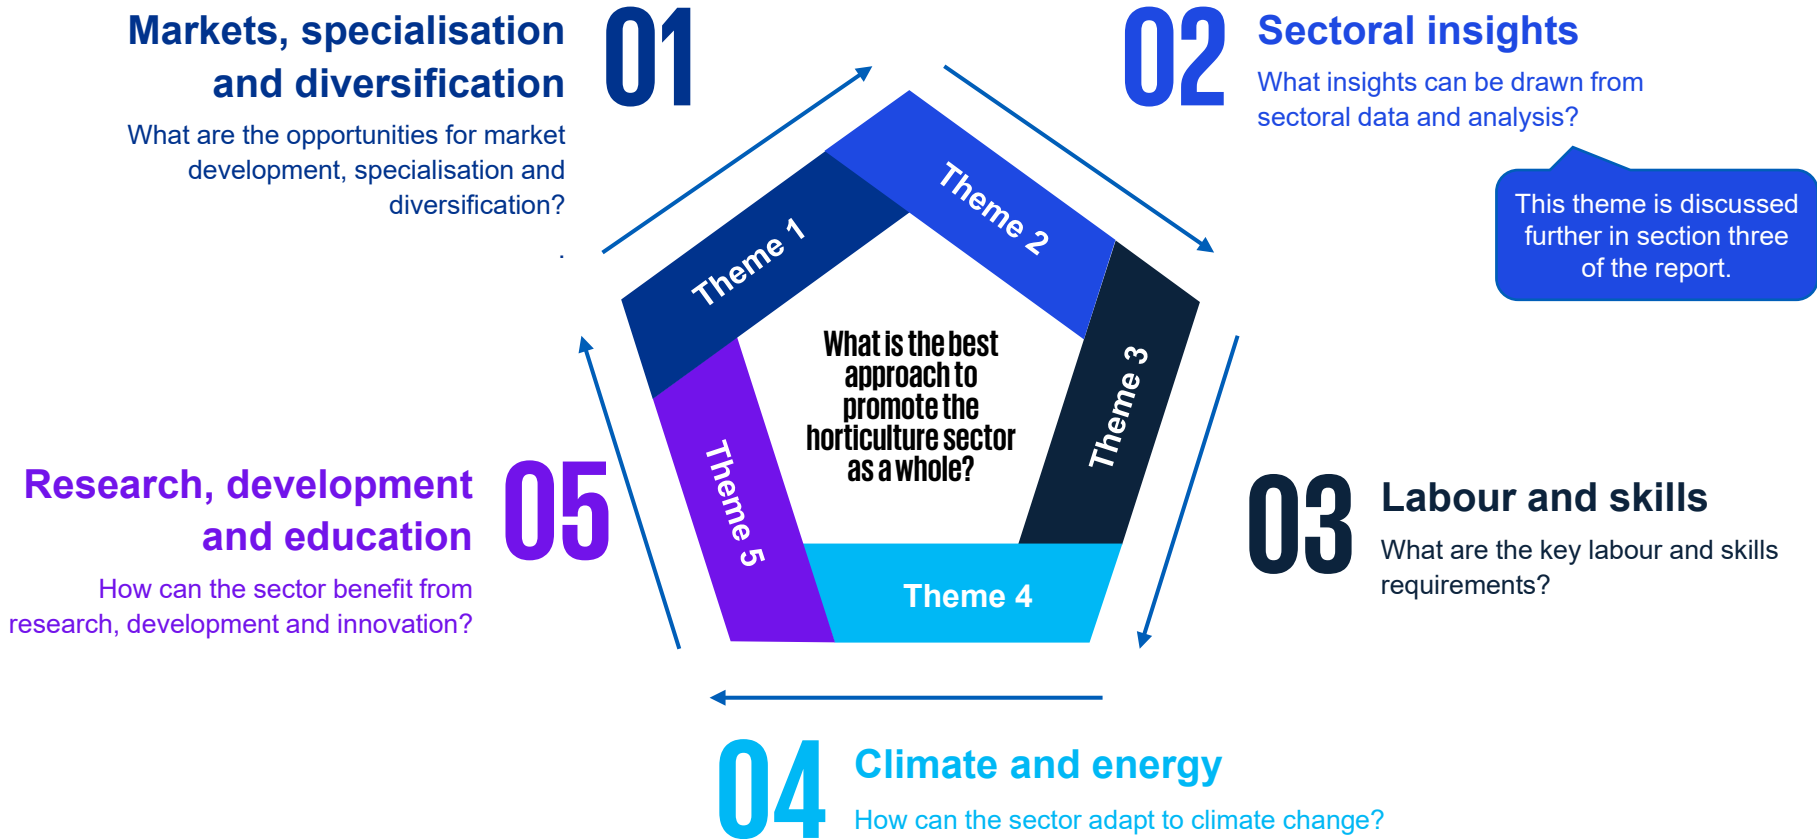 Markets, specialisation
and diversification
01
What are the opportunities for market
development, specialisation and
diversification?
.
02
Sectoral insights
What insights can be drawn from
sectoral data and analysis?
This theme is discussed
further in section three
of the report.
Theme 1
Theme 2
Theme 3
Theme 4
Theme 5
What is the best
approach to
promote the
horticulture sector
as a whole?
03
Labour and skills
What are the key labour and skills
requirements?
04
Climate and energy
How can the sector adapt to climate change?
Research, development
and education
05
How can the sector benefit from
research, development and innovation?